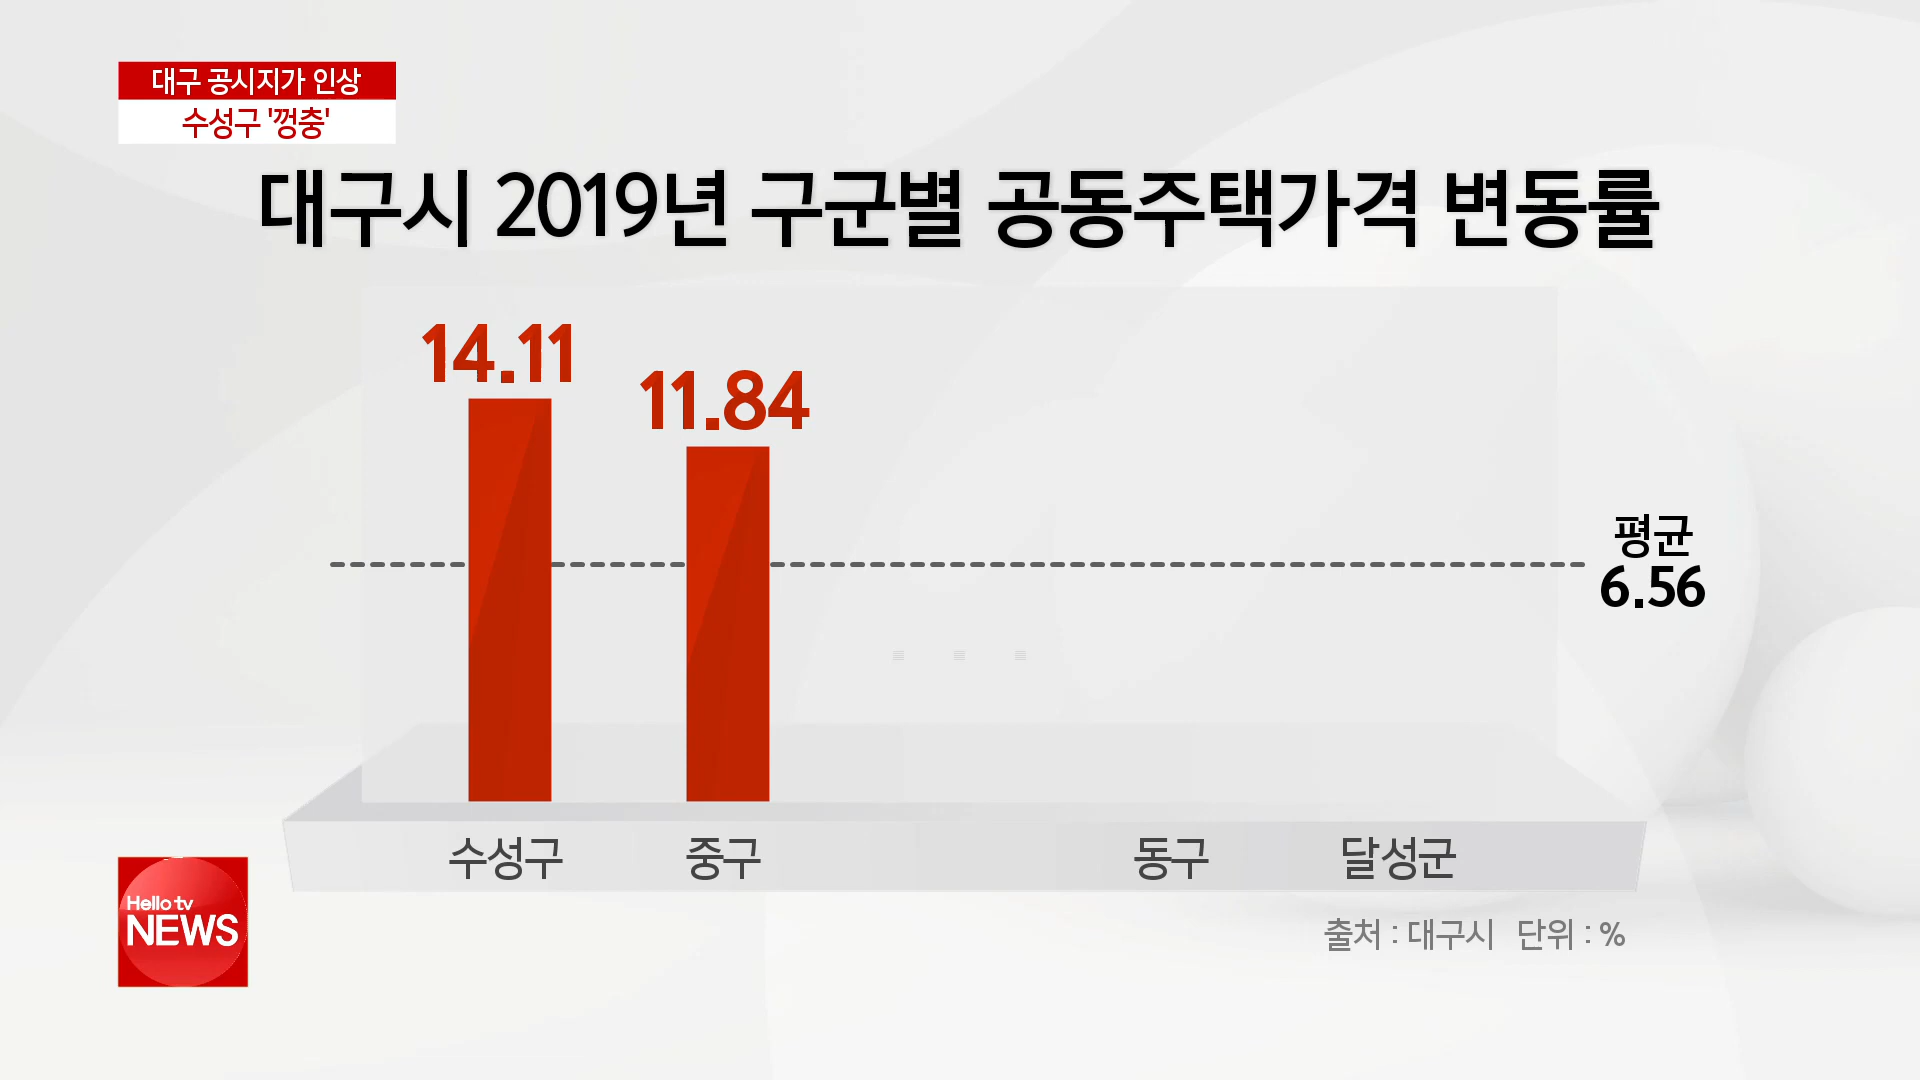 대구 공시지가 인상
수성구 '껑충'
대구시 2019년 구군별 공동주택가격 변동률
14.11
11.84
평균
6.56
수성구 중구 동구 달성군
출처 : 대구시 단위 : %
Hello tv
NEWS